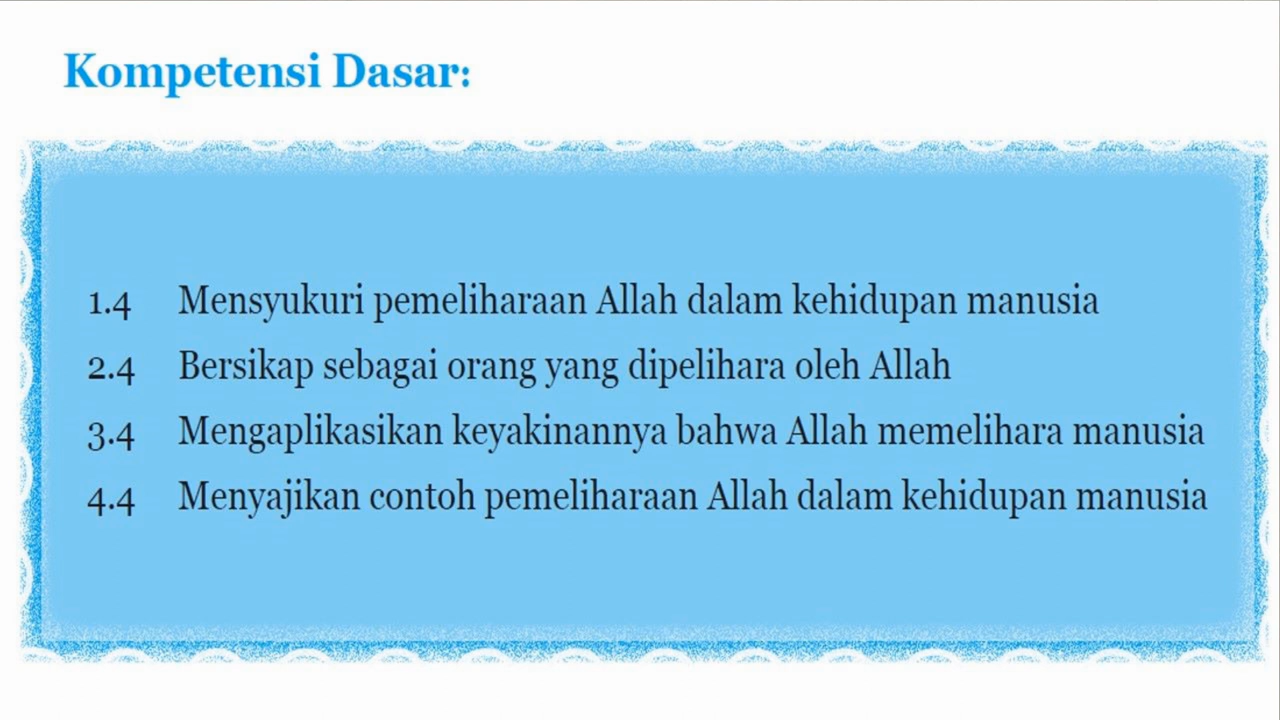 Kompetensi Dasar:
1.4 Mensyukuri pemeliharaan Allah dalam kehidupan manusia
2.4 Bersikap sebagai orang yang dipelihara oleh Allah
3.4 Mengaplikasikan keyakinannya bahwa Allah memelihara manusia
4.4 Menyajikan contoh pemeliharaan Allah dalam kehidupan manusia